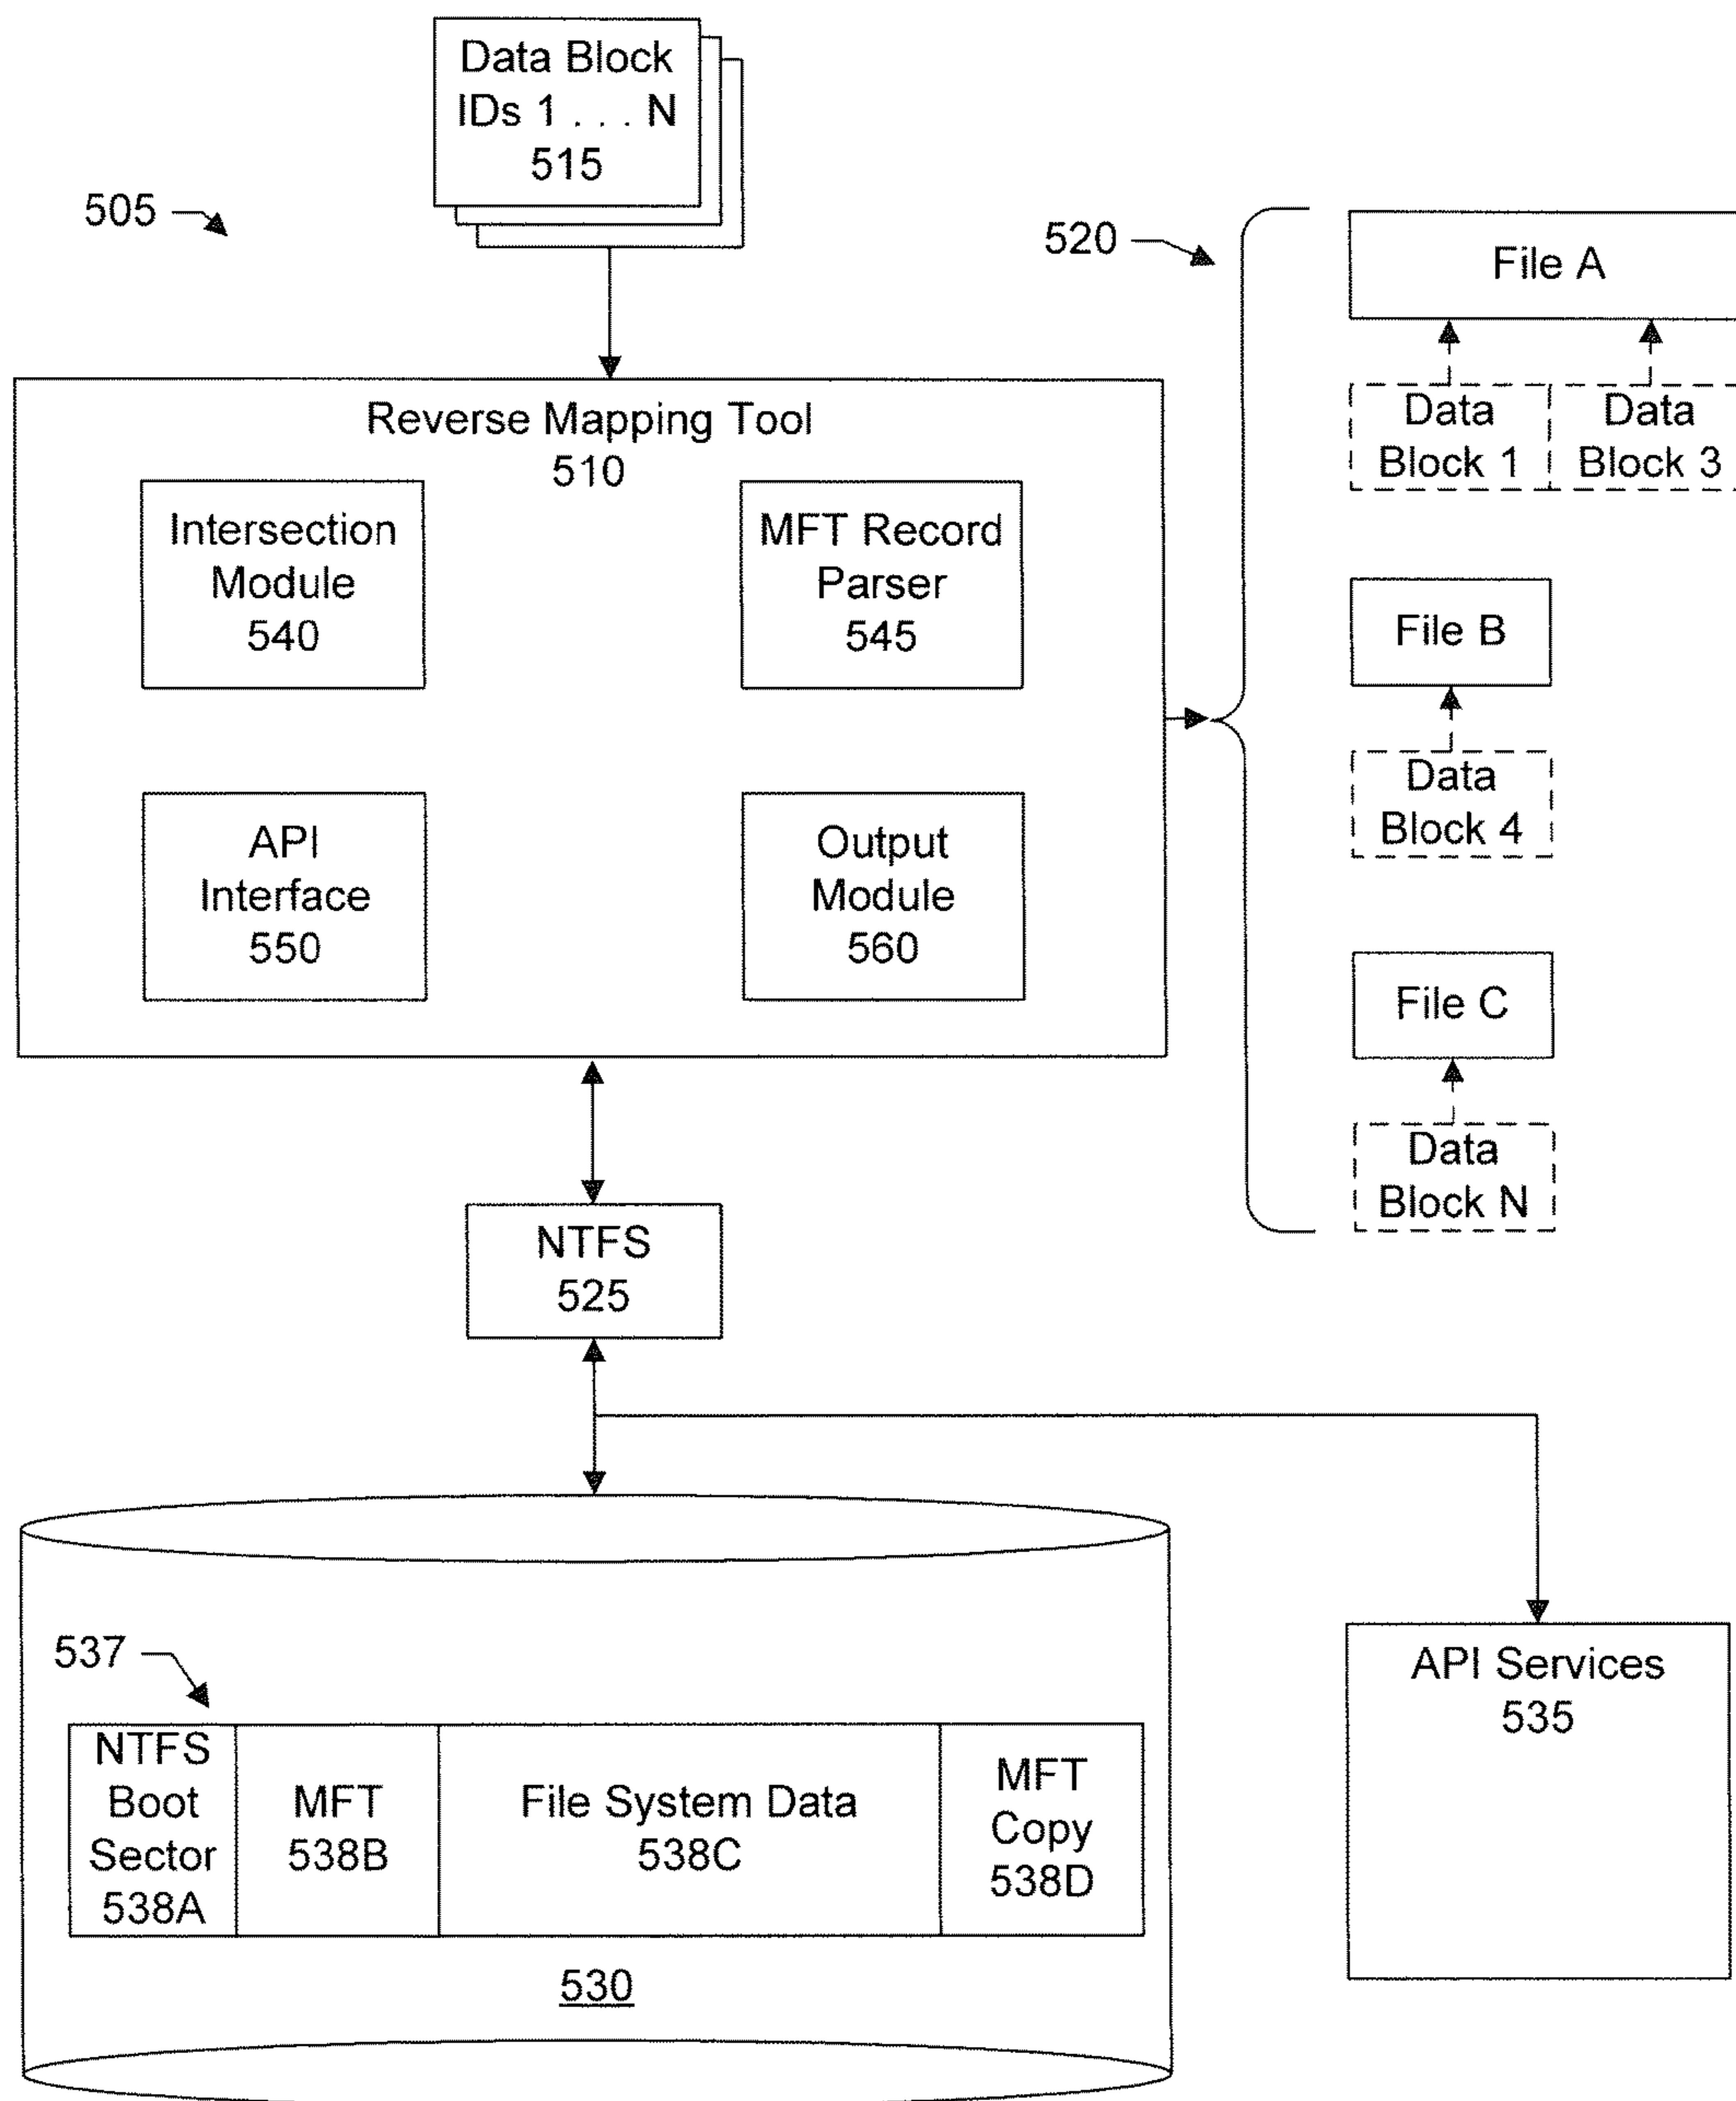 Data Block
IDs 1 . . . N
515
505
520
File A
Data
Block 1
Data
Block 3
Reverse Mapping Tool
510
Intersection
Module
540
MFT Record
Parser
545
File B
Data
Block 4
API
Interface
550
Output
Module
560
File C
Data
Block N
NTFS
525
537
NTFS
Boot
Sector
538A
MFT
538B
File System Data
538C
MFT
Copy
538D
530
API Services
535